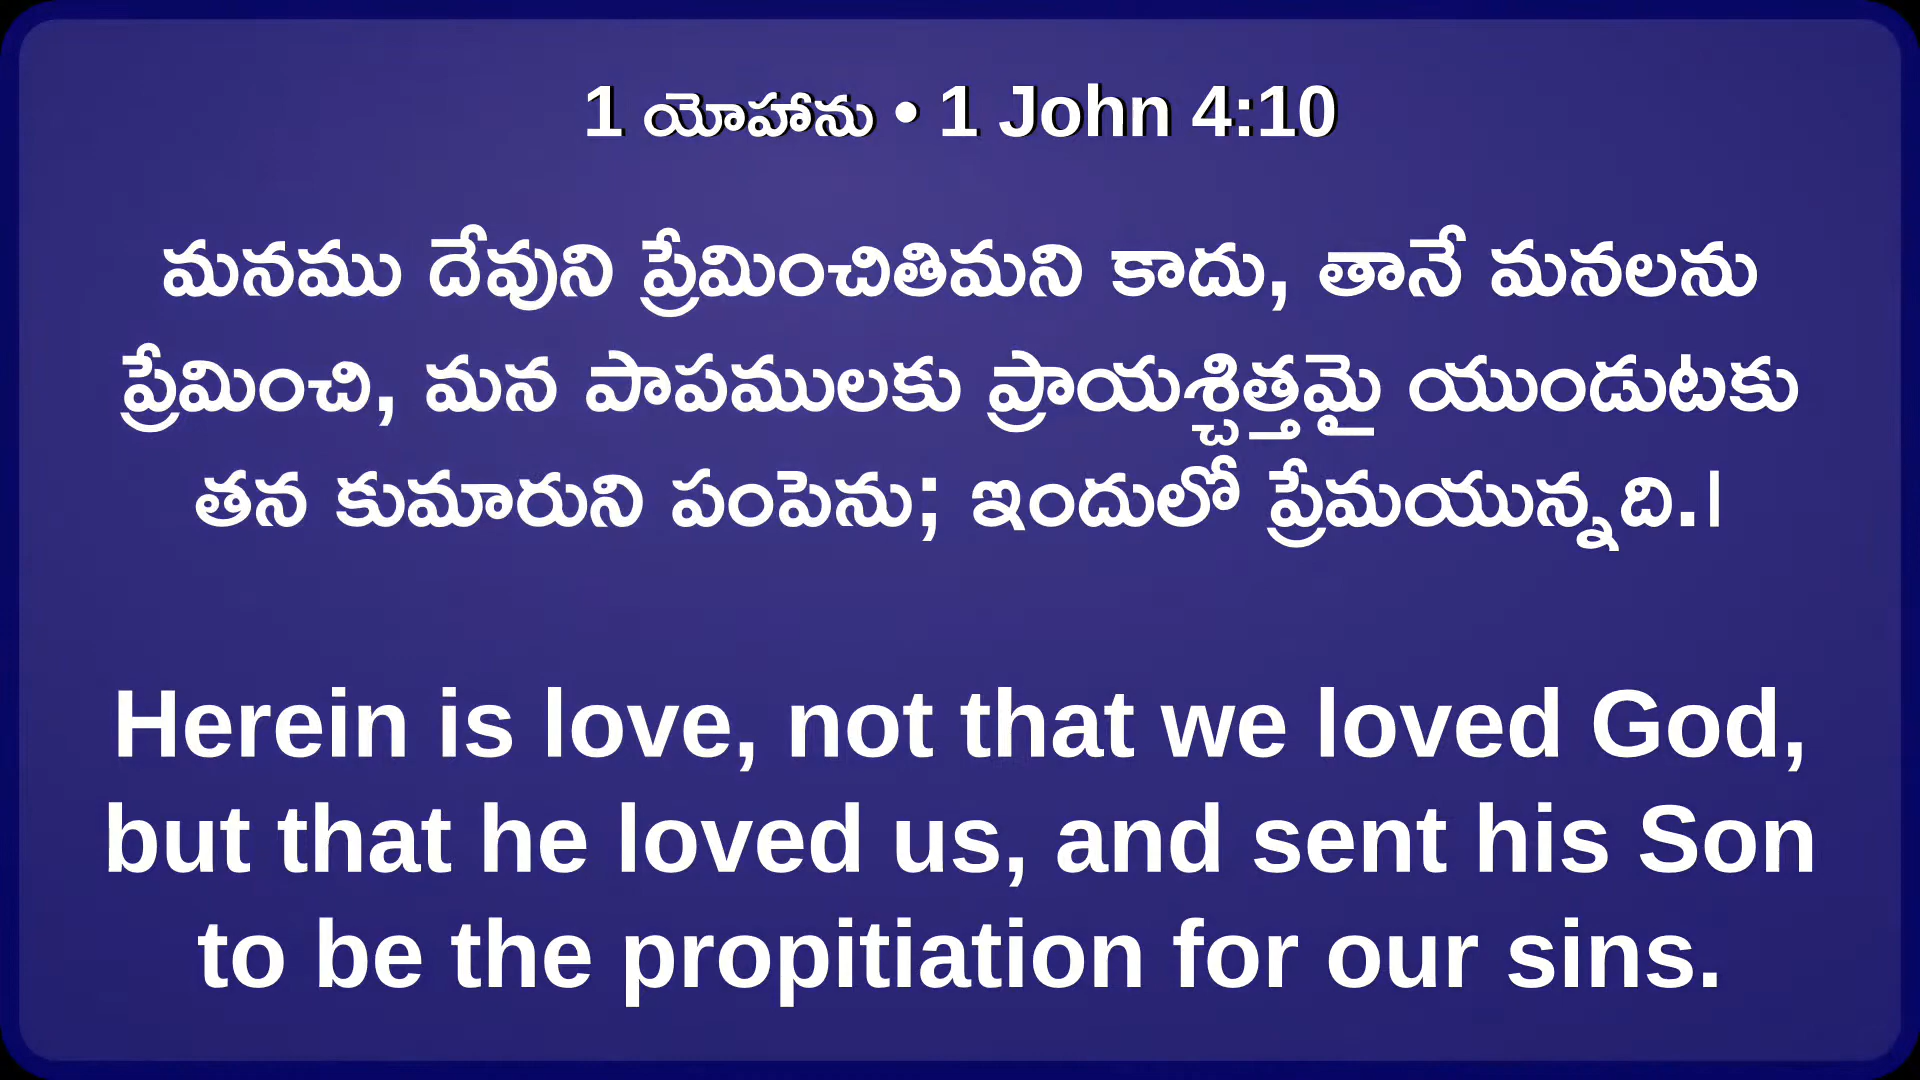 1 యోహాను • 1 John 4:10
మనము దేవుని ప్రేమించితిమని కాదు, తానే మనలను
ప్రేమించి, మన పాపములకు ప్రాయశ్చిత్తమై యుండుటకు
తన కుమారుని పంపెను; ఇందులో ప్రేమయున్నది.।
Herein is love, not that we loved God,
but that he loved us, and sent his Son
to be the propitiation for our sins.